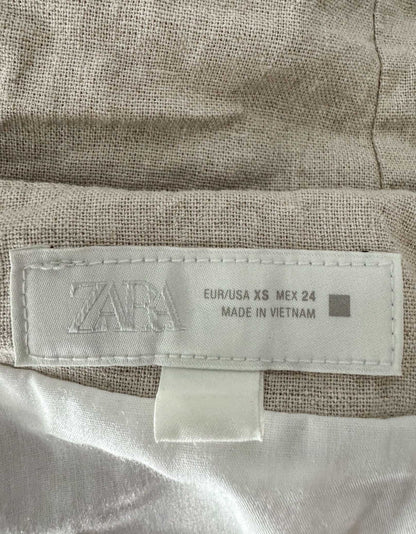 ZARA
EUR/USA XS MEX 24
MADE IN VIETNAM